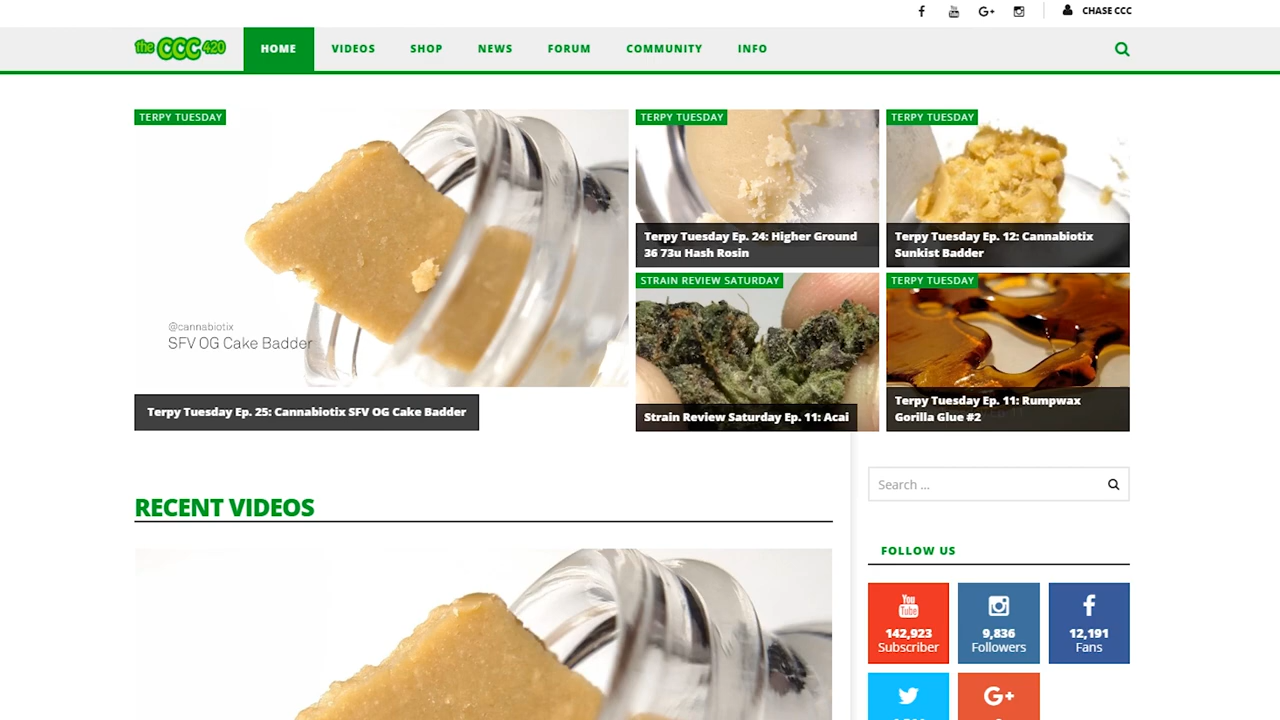 CHASE CCC
the CCC 420
HOME
VIDEOS
SHOP
NEWS
FORUM
COMMUNITY
INFO
TERPY TUESDAY
@cannabiotix
SFV OG Cake Badder
Terpy Tuesday Ep. 25: Cannabiotix SFV OG Cake Badder
TERPY TUESDAY
Terpy Tuesday Ep. 24: Higher Ground
36 73u Hash Rosin
TERPY TUESDAY
Terpy Tuesday Ep. 12: Cannabiotix
Sunkist Badder
STRAIN REVIEW SATURDAY
Strain Review Saturday Ep. 11: Acai
TERPY TUESDAY
Terpy Tuesday Ep. 11: Rumpwax
Gorilla Glue #2
RECENT VIDEOS
Search ...
FOLLOW US
You
Tube
142,923
Subscriber
9,836
Followers
12,191
Fans
G+